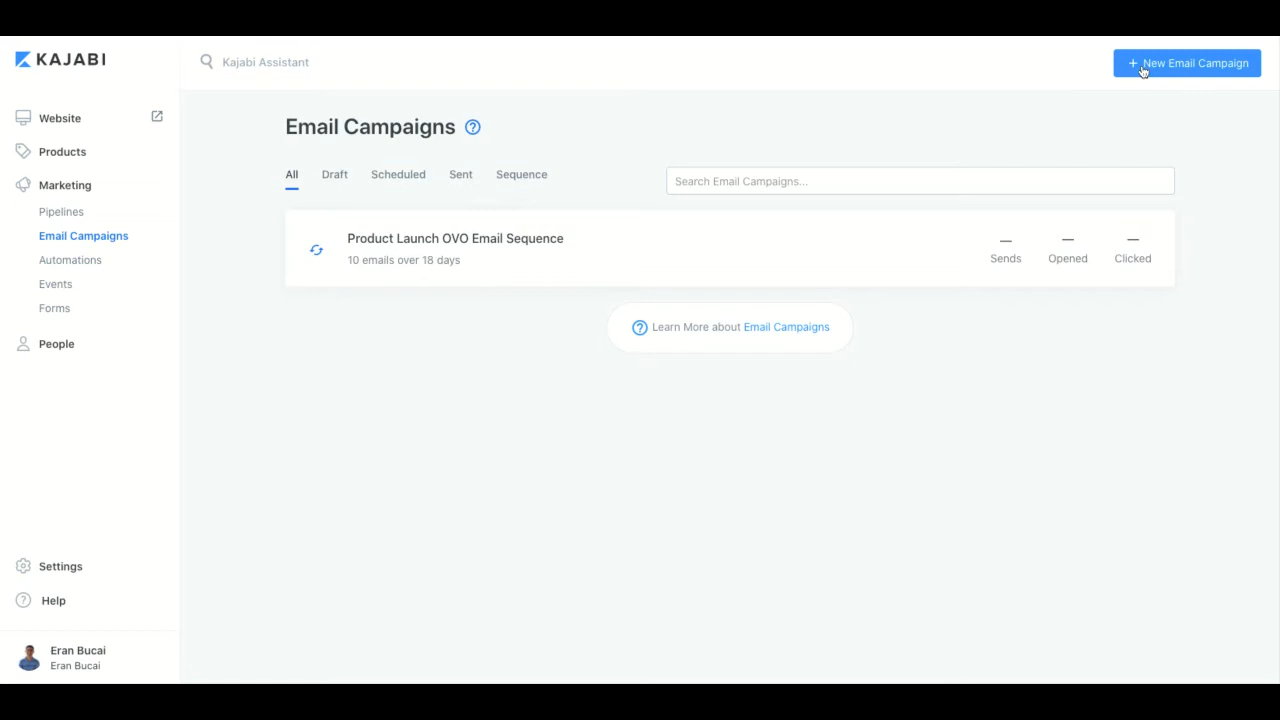 KAJABI
Kajabi Assistant
+ New Email Campaign
Website
Products
Marketing
Pipelines
Email Campaigns
Automations
Events
Forms
People
Settings
Help
Eran Bucai
Eran Bucai
Email Campaigns ?
All Draft Scheduled Sent Sequence
Search Email Campaigns...
Product Launch OVO Email Sequence
10 emails over 18 days
— — —
Sends Opened Clicked
? Learn More about Email Campaigns